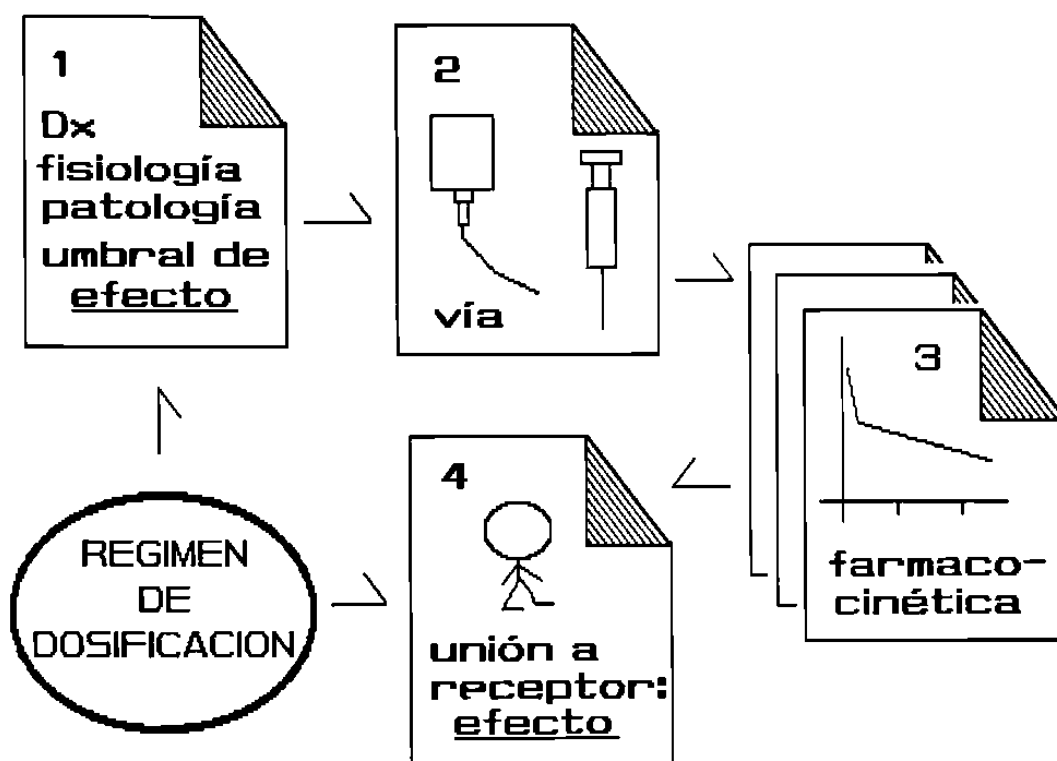 1
Dx
fisiología
patología
umbral de
efecto
2
vía
3
farmaco-
cinética
4
unión a
receptor:
efecto
REGIMEN
DE
DOSIFICACION